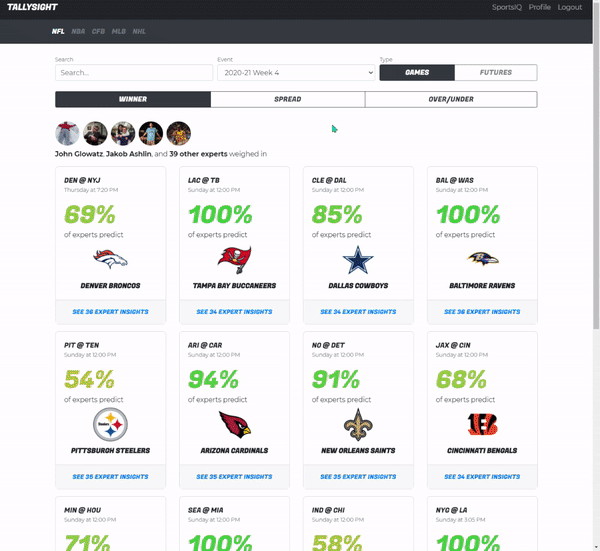 TALLYSIGHT
SportsIQ Profile Logout
NFL NBA CFB MLB NHL
Search Event Type
Search... 2020-21 Week 4 GAMES FUTURES
WINNER SPREAD OVER/UNDER
John Glowatz, Jakob Ashlin, and 39 other experts weighed in
DEN @ NYJ
Thursday at 7:20 PM
69%
of experts predict
DENVER BRONCOS
SEE 36 EXPERT INSIGHTS
LAC @ TB
Sunday at 12:00 PM
100%
of experts predict
TAMPA BAY BUCCANEERS
SEE 34 EXPERT INSIGHTS
CLE @ DAL
Sunday at 12:00 PM
85%
of experts predict
DALLAS COWBOYS
SEE 34 EXPERT INSIGHTS
BAL @ WAS
Sunday at 12:00 PM
100%
of experts predict
BALTIMORE RAVENS
SEE 36 EXPERT INSIGHTS
PIT @ TEN
Sunday at 12:00 PM
54%
of experts predict
Steelers
PITTSBURGH STEELERS
SEE 35 EXPERT INSIGHTS
ARI @ CAR
Sunday at 12:00 PM
94%
of experts predict
ARIZONA CARDINALS
SEE 35 EXPERT INSIGHTS
NO @ DET
Sunday at 12:00 PM
91%
of experts predict
NEW ORLEANS SAINTS
SEE 35 EXPERT INSIGHTS
JAX @ CIN
Sunday at 12:00 PM
68%
of experts predict
CINCINNATI BENGALS
SEE 34 EXPERT INSIGHTS
MIN @ HOU
Sunday at 12:00 PM
71%
SEA @ MIA
Sunday at 12:00 PM
100%
IND @ CHI
Sunday at 12:00 PM
58%
NYG @ LA
Sunday at 3:05 PM
100%